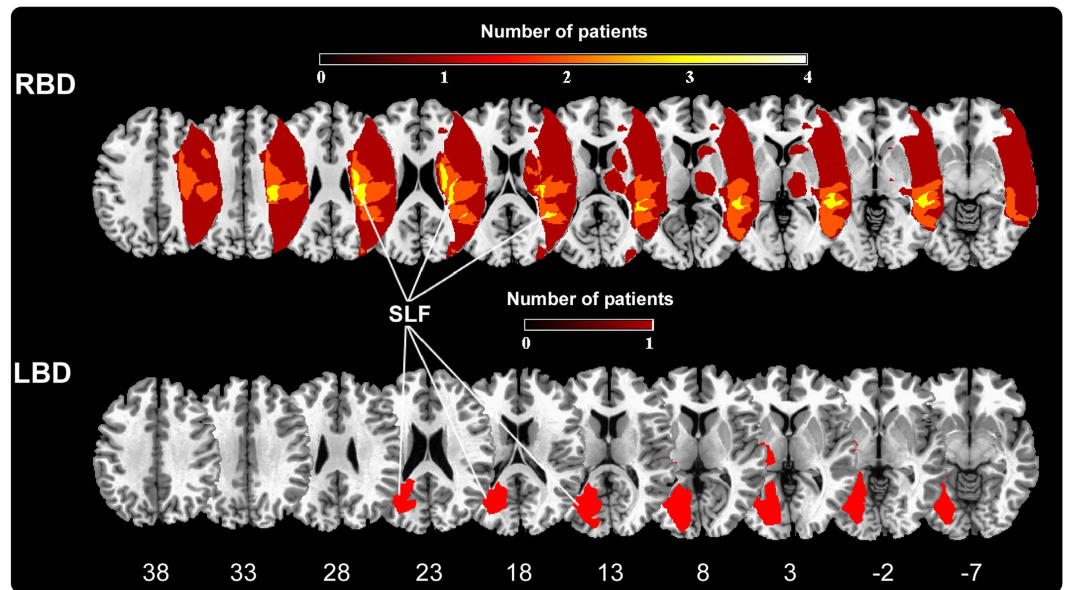 Number of patients
0 1 2 3 4
RBD
SLF
Number of patients
0 1
LBD
38 33 28 23 18 13 8 3 -2 -7